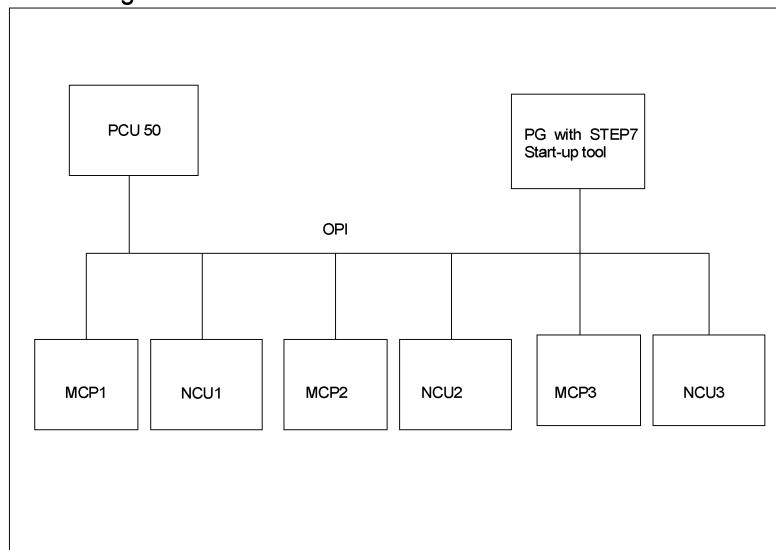 PCU 50
PG with STEP7
Start-up tool
OPI
MCP1
NCU1
MCP2
NCU2
MCP3
NCU3